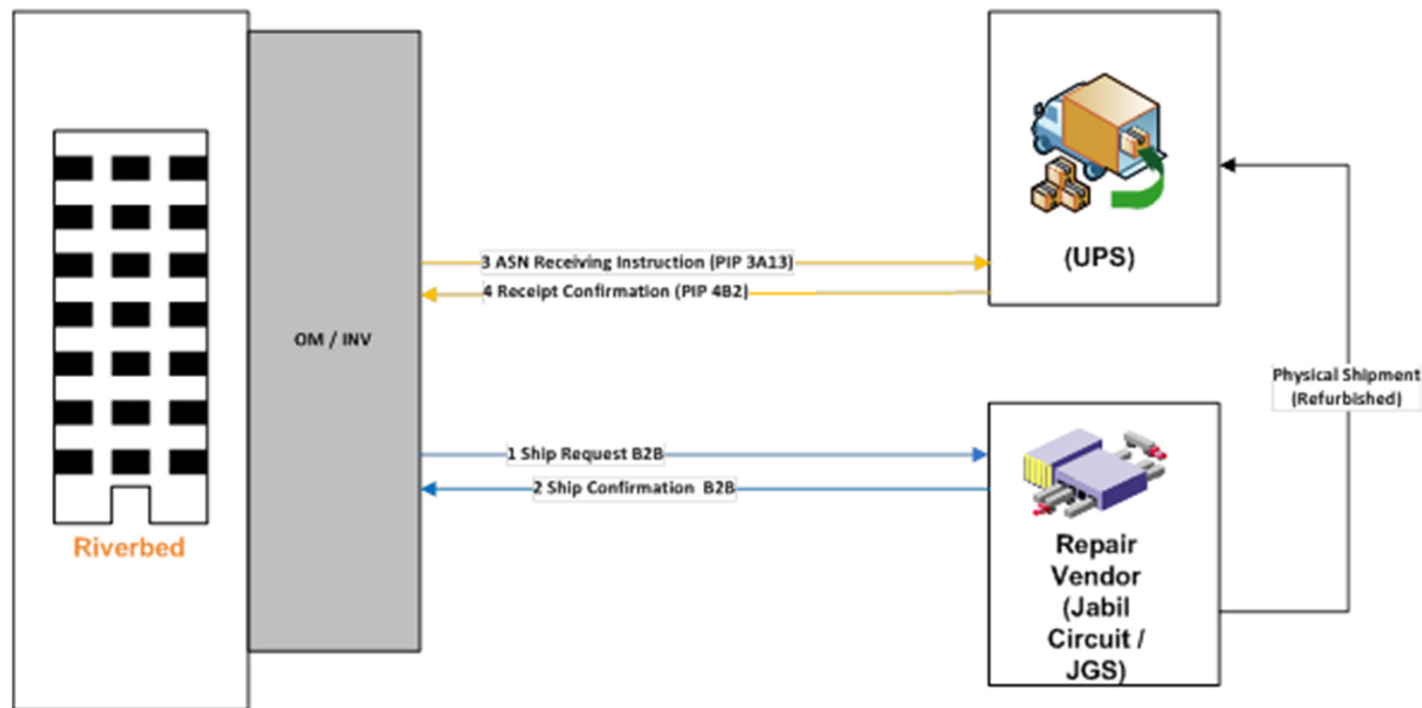 Riverbed
OM / INV
3 ASN Receiving Instruction (PIP 3A13)
4 Receipt Confirmation (PIP 4B2)
1 Ship Request B2B
2 Ship Confirmation  B2B
(UPS)
Repair
Vendor
(Jabil
Circuit /
JGS)
Physical Shipment
(Refurbished)